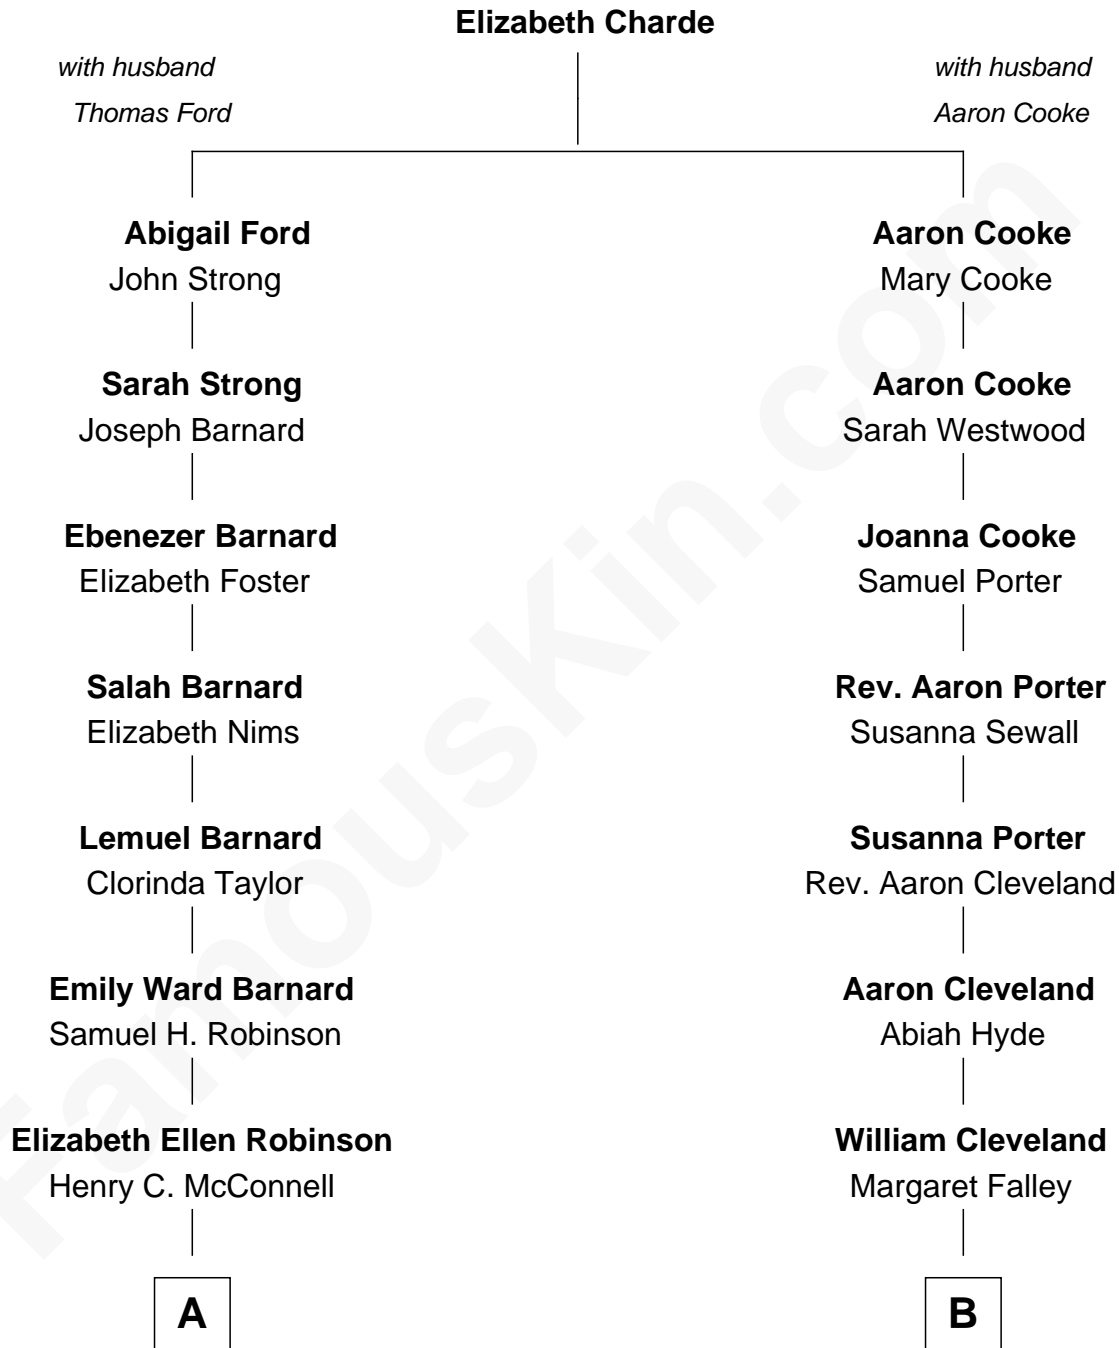 Elizabeth Charde
with husband
Thomas Ford
with husband
Aaron Cooke
Abigail Ford
John Strong
Sarah Strong
Joseph Barnard
Ebenezer Barnard
Elizabeth Foster
Salah Barnard
Elizabeth Nims
Lemuel Barnard
Clorinda Taylor
Emily Ward Barnard
Samuel H. Robinson
Elizabeth Ellen Robinson
Henry C. McConnell
A
Aaron Cooke
Mary Cooke
Aaron Cooke
Sarah Westwood
Joanna Cooke
Samuel Porter
Rev. Aaron Porter
Susanna Sewall
Susanna Porter
Rev. Aaron Cleveland
Aaron Cleveland
Abiah Hyde
William Cleveland
Margaret Falley
B
FamousKin.com